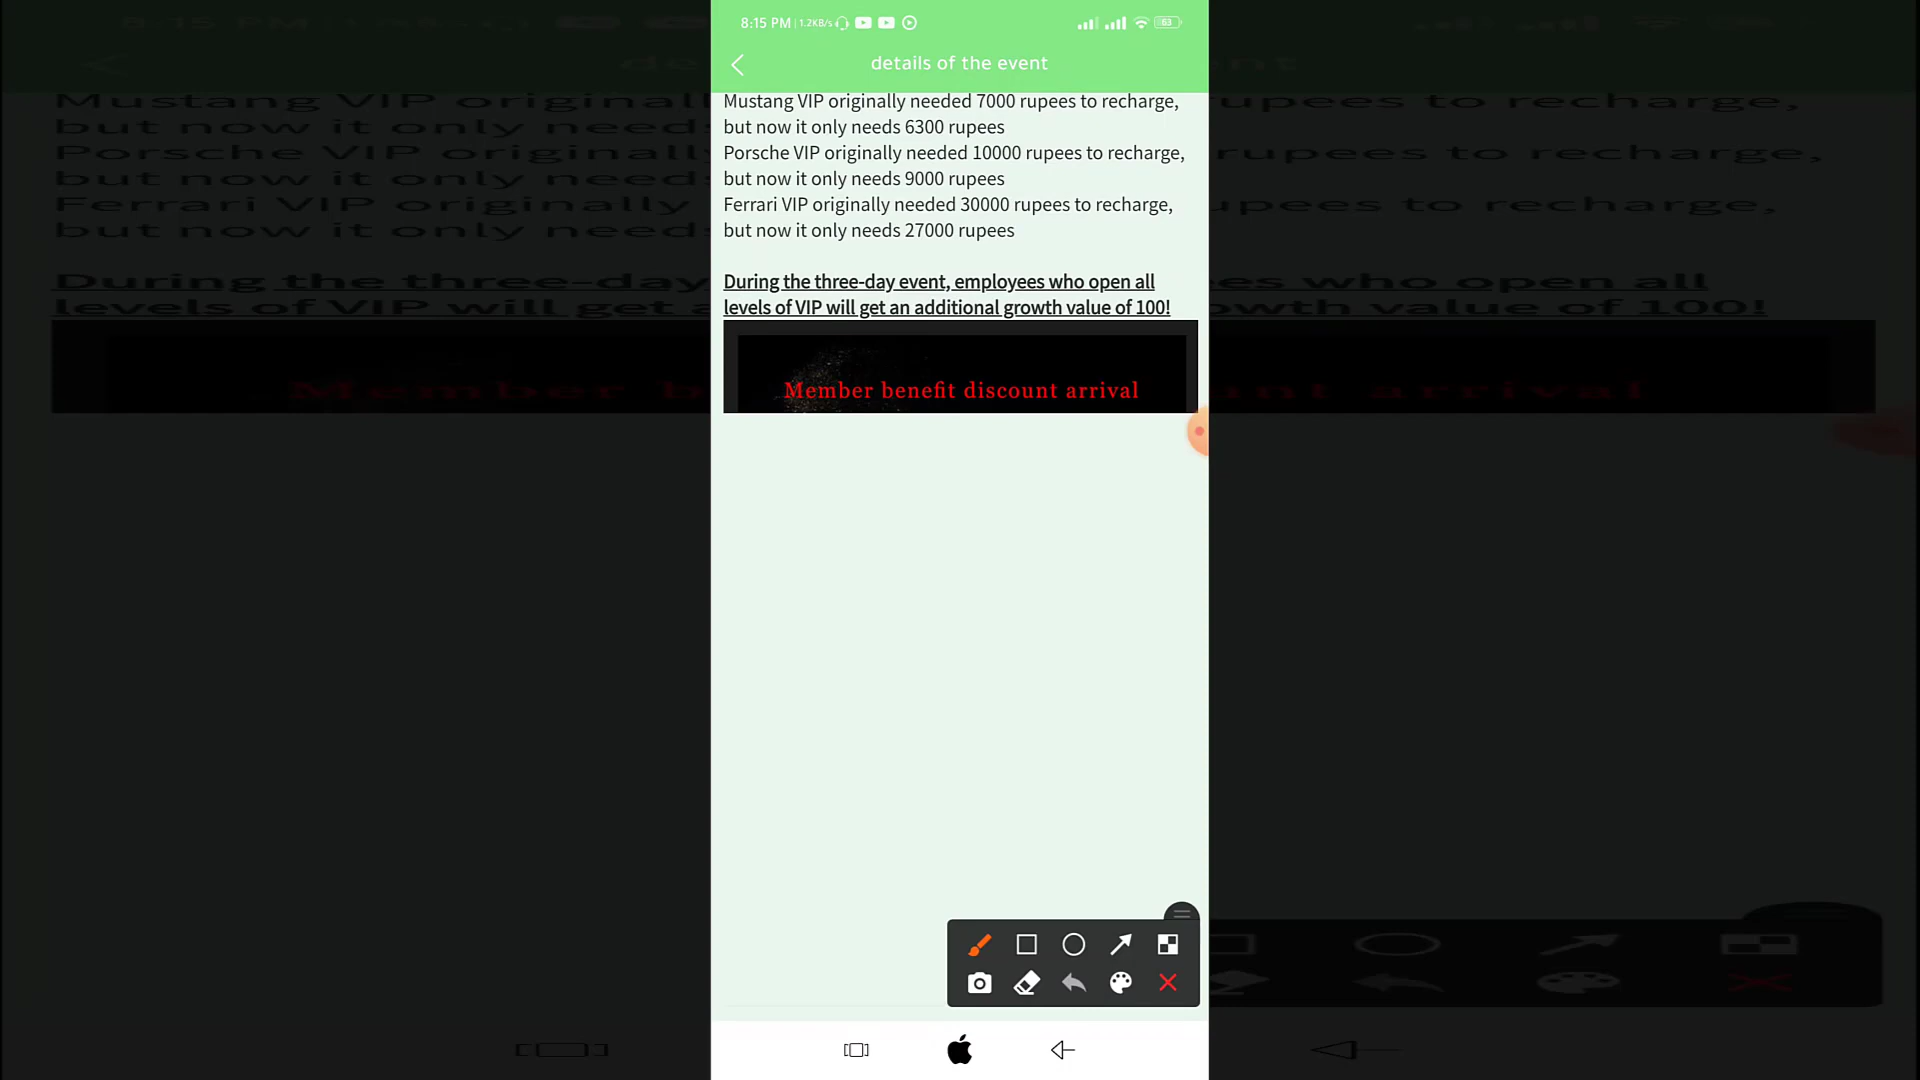 8:15 PM 1.2KB/s 63
details of the event
Mustang VIP originally needed 7000 rupees to recharge,
but now it only needs 6300 rupees
Porsche VIP originally needed 10000 rupees to recharge,
but now it only needs 9000 rupees
Ferrari VIP originally needed 30000 rupees to recharge,
but now it only needs 27000 rupees
During the three-day event, employees who open all
levels of VIP will get an additional growth value of 100!
Member benefit discount arrival